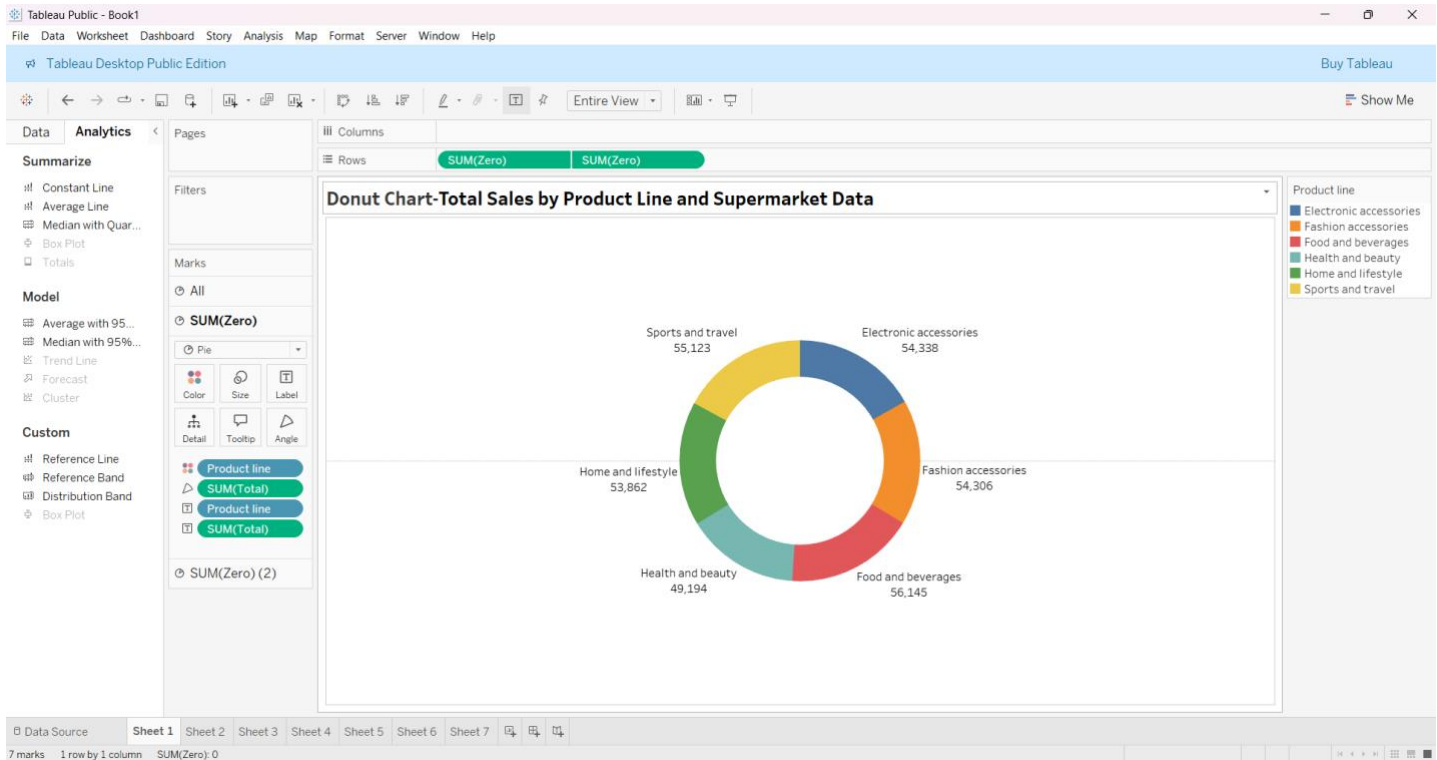 Tableau Public - Book1
File Data Worksheet Dashboard Story Analysis Map Format Server Window Help
Tableau Desktop Public Edition
Buy Tableau
Entire View
Show Me
Data Analytics
Summarize
Constant Line
Average Line
Median with Quar...
Box Plot
Totals
Model
Average with 95...
Median with 95%...
Trend Line
Forecast
Cluster
Custom
Reference Line
Reference Band
Distribution Band
Box Plot
Pages
Filters
Marks
All
SUM(Zero)
Pie
Color Size Label
Detail Tooltip Angle
Product line
SUM(Total)
Product line
SUM(Total)
SUM(Zero) (2)
Columns
Rows SUM(Zero) SUM(Zero)
Donut Chart-Total Sales by Product Line and Supermarket Data
Sports and travel
55,123
Electronic accessories
54,338
Home and lifestyle
53,862
Fashion accessories
54,306
Health and beauty
49,194
Food and beverages
56,145
Product line
Electronic accessories
Fashion accessories
Food and beverages
Health and beauty
Home and lifestyle
Sports and travel
Data Source Sheet 1 Sheet 2 Sheet 3 Sheet 4 Sheet 5 Sheet 6 Sheet 7
7 marks 1 row by 1 column SUM(Zero): 0